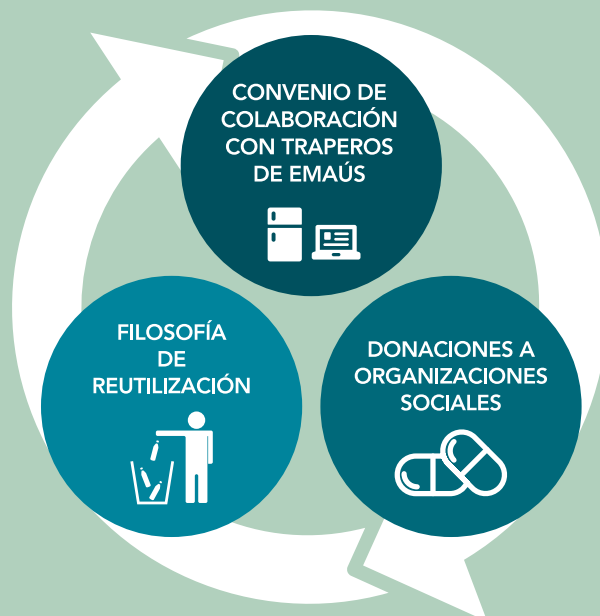 CONVENIO DE
COLABORACIÓN
CON TRAPEROS
DE EMAÚS
FILOSOFÍA
DE
REUTILIZACIÓN
DONACIONES A
ORGANIZACIONES
SOCIALES